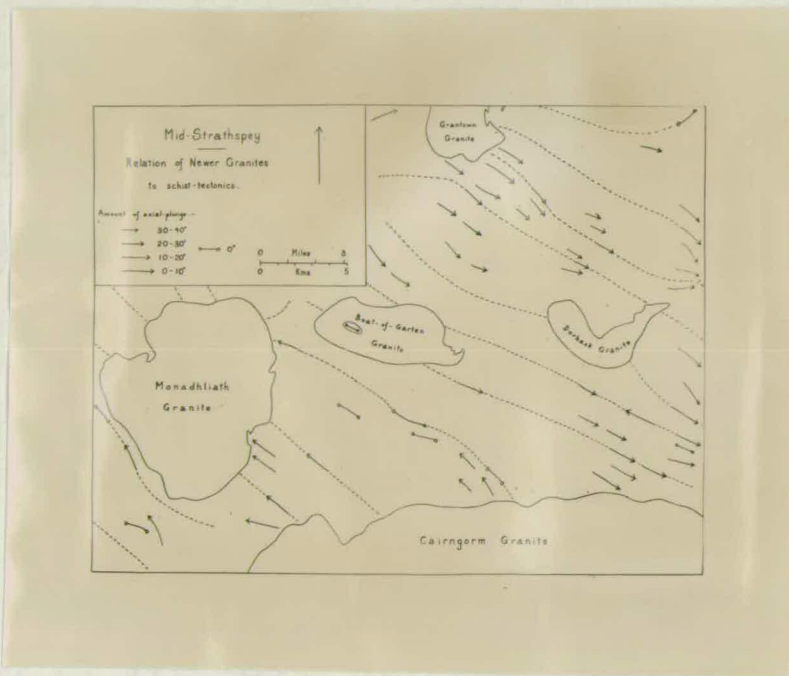 Mid-Strathspey
Relation of Newer Granites
to schist-tectonics.
Amount of axial-plunge -
30-40°
20-30°
10-20°
0-10°
0°
0 Miles 3
0 Kms 5
Grantown
Granite
Boat-of-Garten
Granite
Dorback Granite
Monadhliath
Granite
Cairngorm Granite